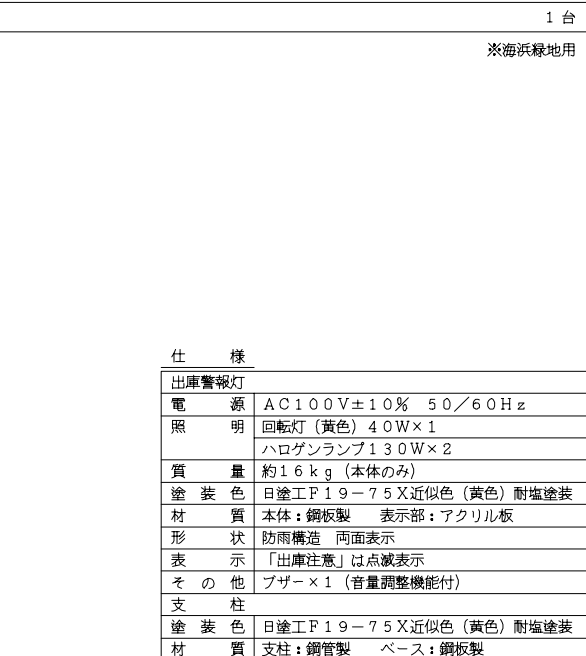 １台
※海浜緑地用
仕　　様
出庫警報灯
電　　源　ＡＣ１００Ｖ±１０％　５０／６０Ｈｚ
照　　明　回転灯（黄色）４０Ｗ×１
ハロゲンランプ１３０Ｗ×２
質　　量　約１６ｋｇ（本体のみ）
塗 装 色　日塗工Ｆ１９－７５Ｘ近似色（黄色）耐塩塗装
材　　質　本体：鋼板製　　表示部：アクリル板
形　　状　防雨構造　両面表示
表　　示　「出庫注意」は点滅表示
そ の 他　ブザー×１（音量調整機能付）
支　　柱
塗 装 色　日塗工Ｆ１９－７５Ｘ近似色（黄色）耐塩塗装
材　　質　支柱：鋼管製　　ベース：鋼板製